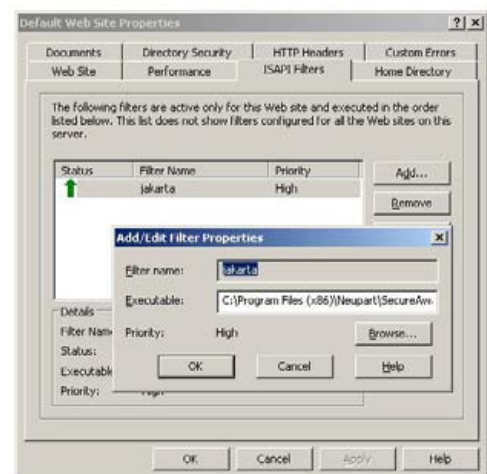 Default Web Site Properties
Documents Directory Security HTTP Headers Custom Errors
Web Site Performance ISAPI Filters Home Directory
The following filters are active only for this Web site and executed in the order
listed below. This list does not show filters configured for all the Web sites on this
server.
Status Filter Name Priority
jakarta High
Add...
Remove
Add/Edit Filter Properties
Filter name: jakarta
Executable: C:\Program Files (x86)\Neupart\SecureAw
Priority: High
Browse...
OK Cancel Help
Details
Filter Nam
Status:
Executabl
Priority:
OK Cancel Apply Help